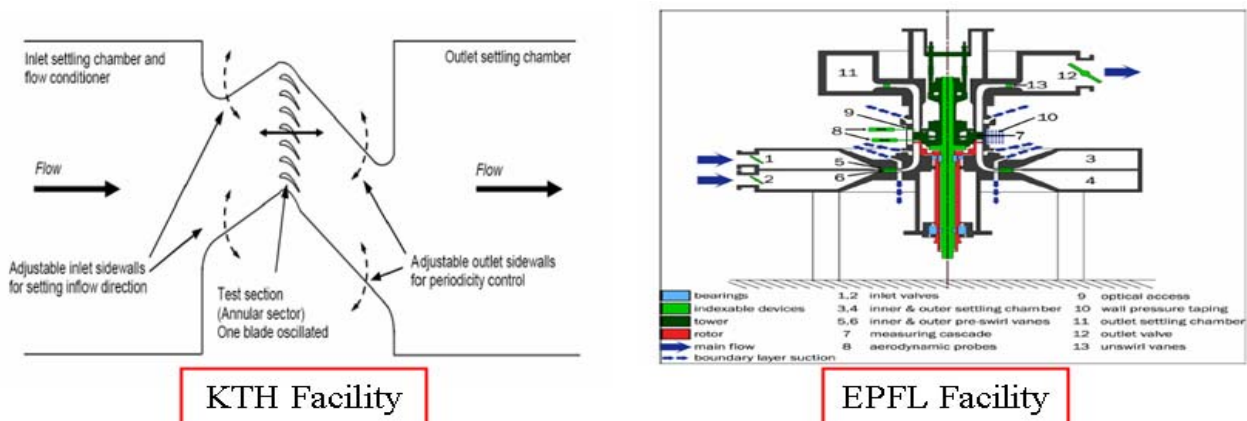 Inlet settling chamber and
flow conditioner
Outlet settling chamber
Flow
Flow
Adjustable inlet sidewalls
for setting inflow direction
Test section
(Annular sector)
One blade oscillated
Adjustable outlet sidewalls
for periodicity control
KTH Facility
11
12
13
9
10
8
7
1
5
3
2
6
4
bearings
indexable devices
tower
rotor
main flow
boundary layer suction
1,2 inlet valves
3,4 inner & outer settling chamber
5,6 inner & outer pre-swirl vanes
7 measuring cascade
8 aerodynamic probes
9 optical access
10 wall pressure taping
11 outlet settling chamber
12 outlet valve
13 unswirl vanes
EPFL Facility